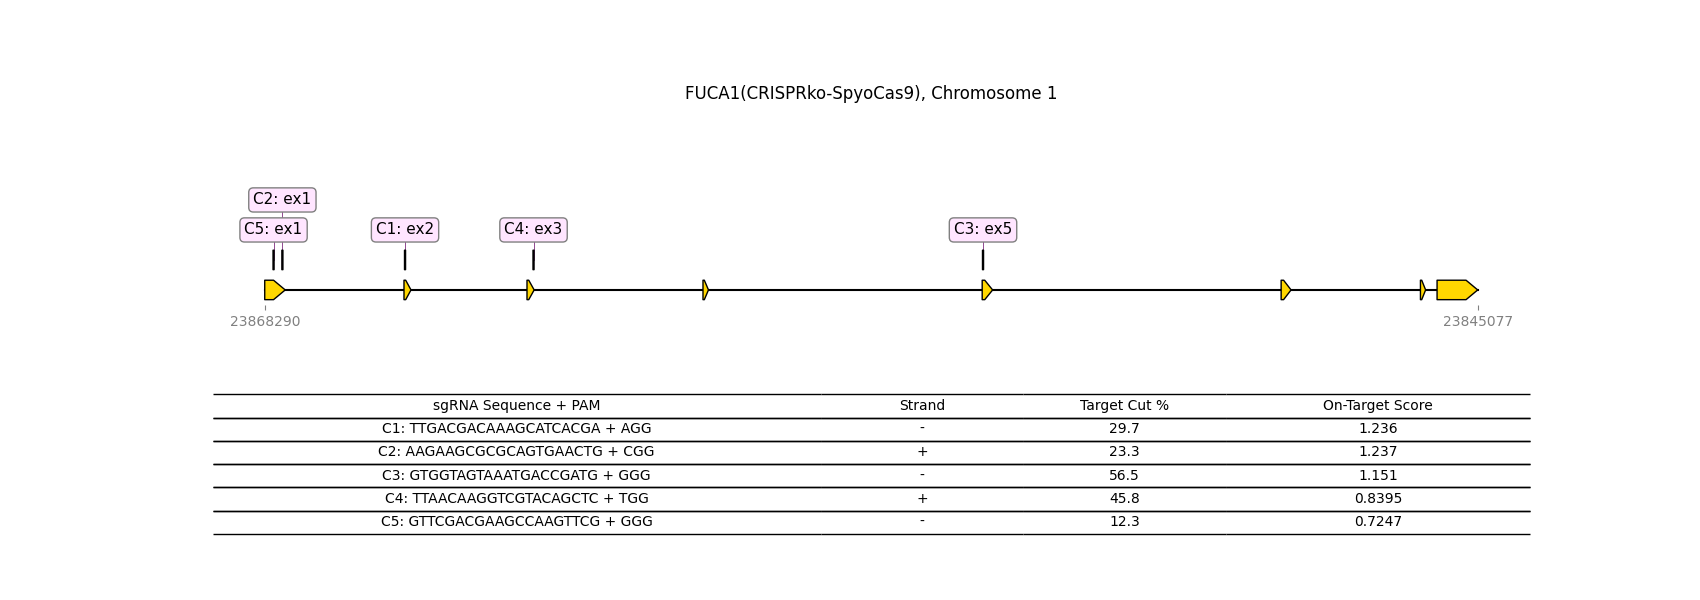 FUCA1(CRISPRko-SpyoCas9), Chromosome 1
C2: ex1
C5: ex1 C1: ex2 C4: ex3 C3: ex5
23868290 23845077
sgRNA Sequence + PAM Strand Target Cut % On-Target Score
C1: TTGACGACAAAGCATCACGA + AGG - 29.7 1.236
C2: AAGAAGCGCGCAGTGAACTG + CGG + 23.3 1.237
C3: GTGGTAGTAAATGACCGATG + GGG - 56.5 1.151
C4: TTAACAAGGTCGTACAGCTC + TGG + 45.8 0.8395
C5: GTTCGACGAAGCCAAGTTCG + GGG - 12.3 0.7247